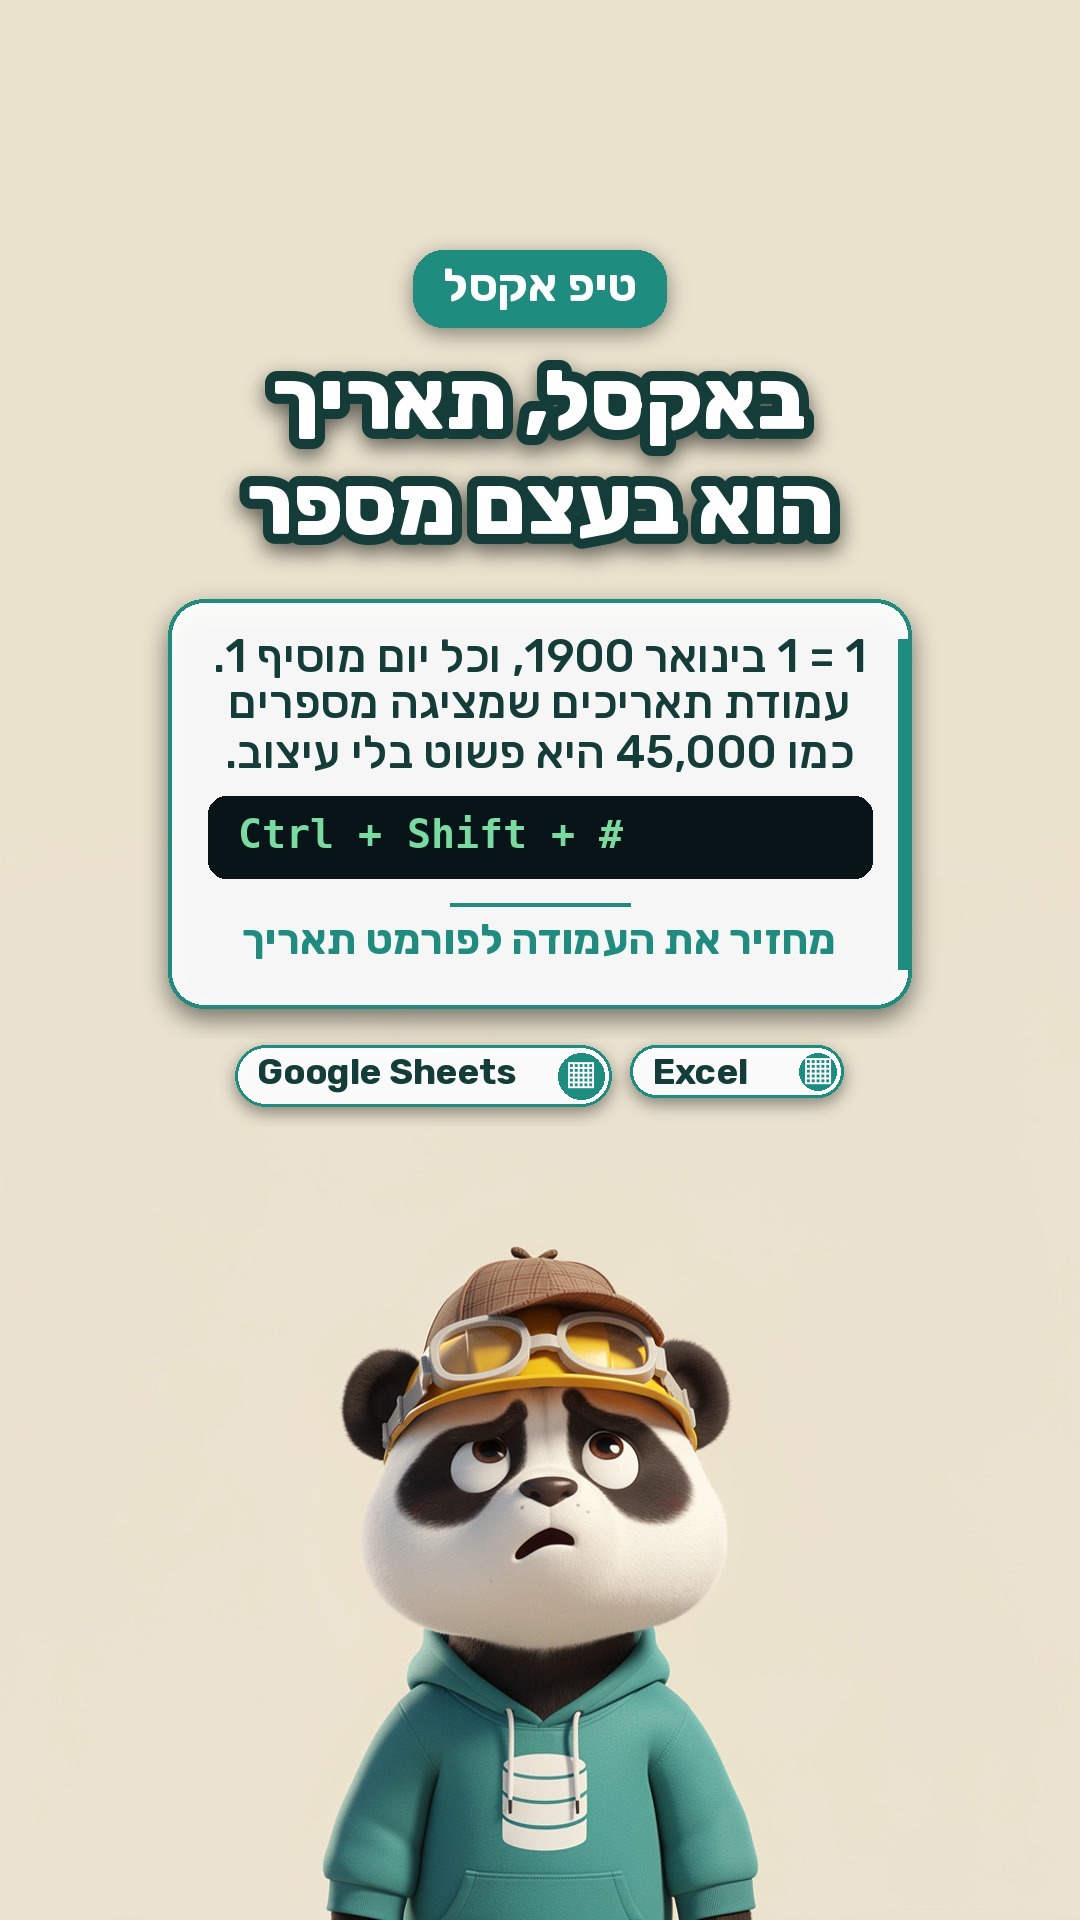 טיפ אקסל
באקסל, תאריך
הוא בעצם מספר
1 = 1 בינואר 1900, וכל יום מוסיף 1.
עמודת תאריכים שמציגה מספרים
כמו 45,000 היא פשוט בלי עיצוב.
Ctrl + Shift + #
מחזיר את העמודה לפורמט תאריך
Excel
Google Sheets